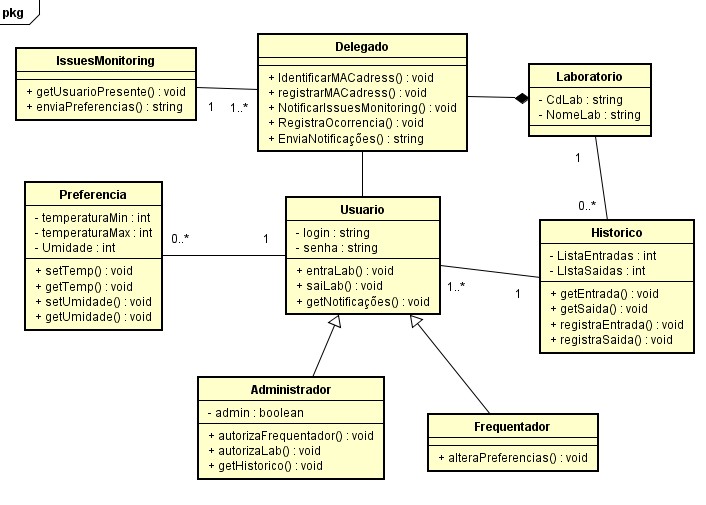 pkg
IssuesMonitoring
+ getUsuarioPresente() : void
+ enviaPreferencias() : string
1
1..*
Delegado
+ IdentificarMACadress() : void
+ registrarMACadress() : void
+ NotificarIssuesMonitoring() : void
+ RegistraOcorrencia() : void
+ EnviaNotificações() : string
Laboratorio
- CdLab : string
- NomeLab : string
1
0..*
Preferencia
- temperaturaMin : int
- temperaturaMax : int
- Umidade : int
+ setTemp() : void
+ getTemp() : void
+ setUmidade() : void
+ getUmidade() : void
0..*
1
Usuario
- login : string
- senha : string
+ entraLab() : void
+ saiLab() : void
+ getNotificações() : void
1..*
1
Historico
- ListaEntradas : int
- LIstaSaidas : int
+ getEntrada() : void
+ getSaida() : void
+ registraEntrada() : void
+ registraSaida() : void
Administrador
- admin : boolean
+ autorizaFrequentador() : void
+ autorizaLab() : void
+ getHistorico() : void
Frequentador
+ alteraPreferencias() : void